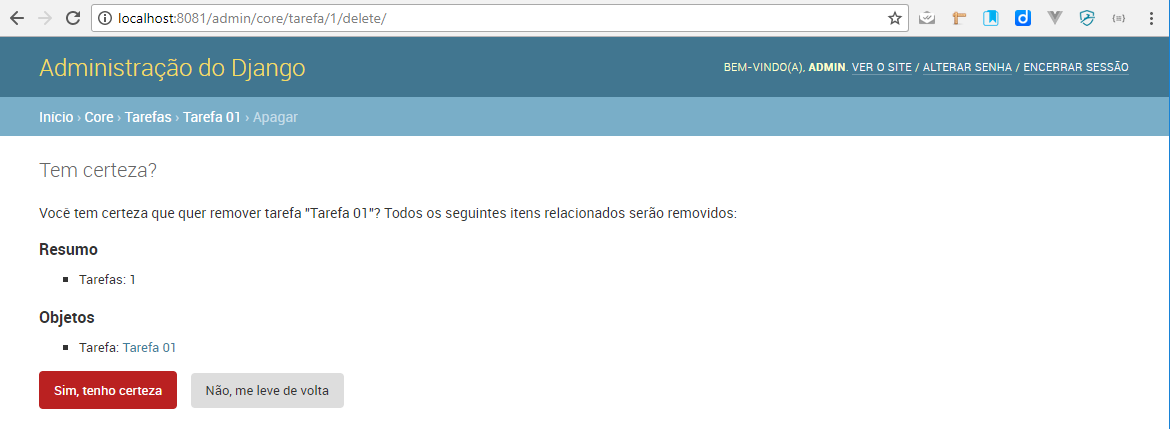 localhost:8081/admin/core/tarefa/1/delete/
Administração do Django
BEM-VINDO(A), ADMIN. VER O SITE / ALTERAR SENHA / ENCERRAR SESSÃO
Início › Core › Tarefas › Tarefa 01 › Apagar
Tem certeza?
Você tem certeza que quer remover tarefa "Tarefa 01"? Todos os seguintes itens relacionados serão removidos:
Resumo
Tarefas: 1
Objetos
Tarefa: Tarefa 01
Sim, tenho certeza
Não, me leve de volta